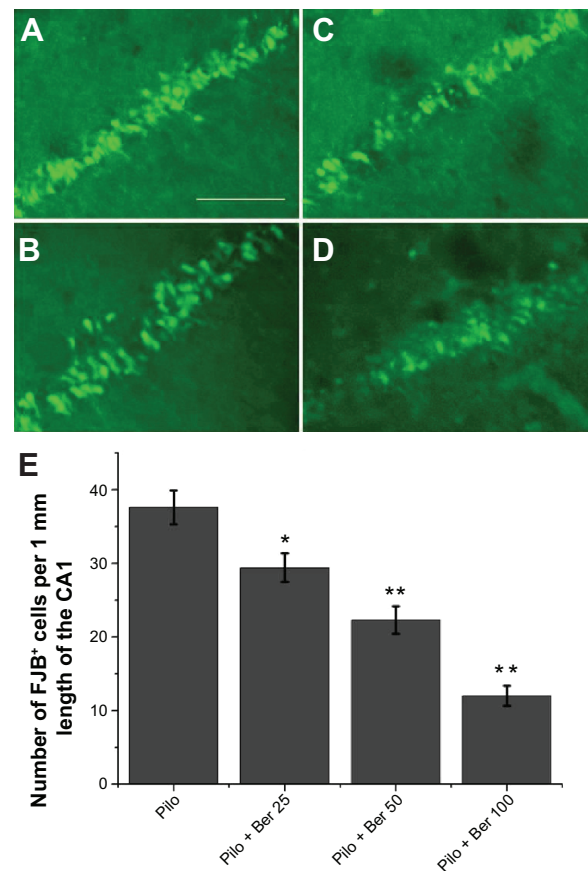 A
C
B
D
E
Number of FJB⁺ cells per 1 mm
length of the CA1
40
30
20
10
0
*
**
**
Pilo
Pilo + Ber 25
Pilo + Ber 50
Pilo + Ber 100